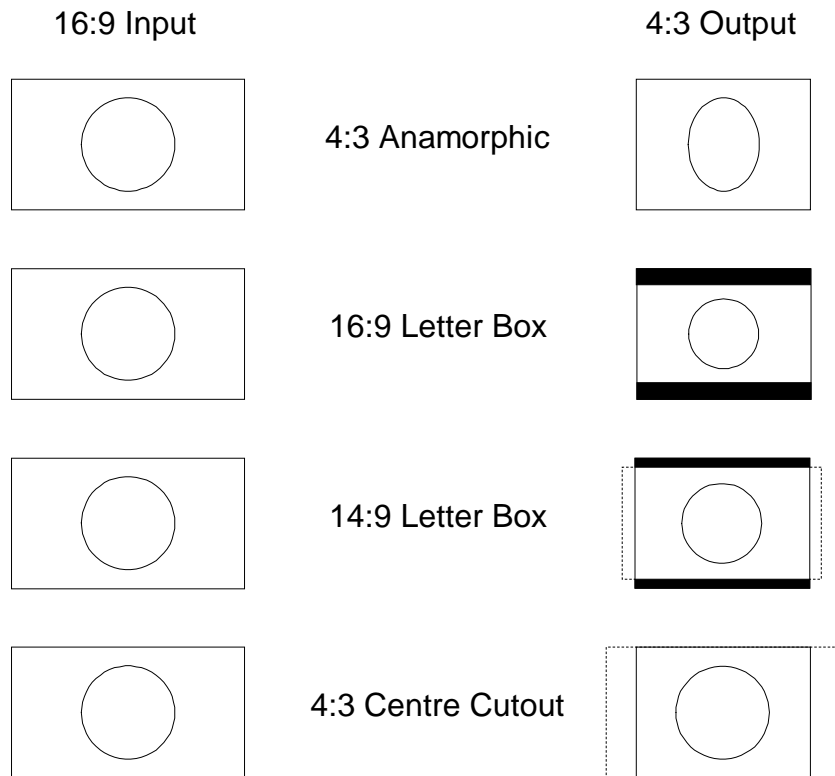 16:9 Input
4:3 Output
4:3 Anamorphic
16:9 Letter Box
14:9 Letter Box
4:3 Centre Cutout